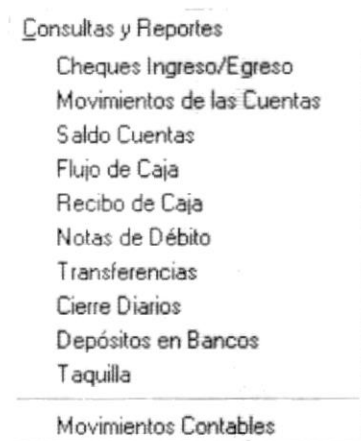 Consultas y Reportes
Cheques Ingreso/Egreso
Movimientos de las Cuentas
Saldo Cuentas
Flujo de Caja
Recibo de Caja
Notas de Débito
Transferencias
Cierre Diarios
Depósitos en Bancos
Taquilla
Movimientos Contables